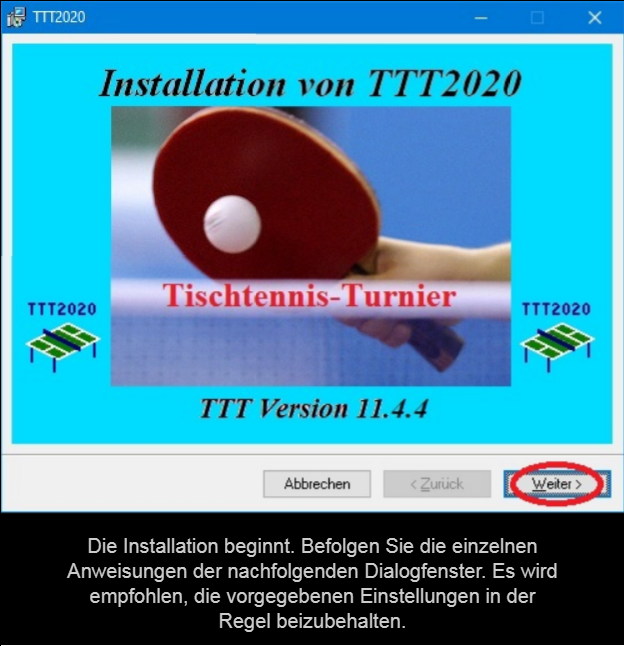 TTT2020
Installation von TTT2020
Tischtennis-Turnier
TTT2020
TTT2020
TTT Version 11.4.4
Abbrechen
< Zurück
Weiter >
Die Installation beginnt. Befolgen Sie die einzelnen
Anweisungen der nachfolgenden Dialogfenster. Es wird
empfohlen, die vorgegebenen Einstellungen in der
Regel beizubehalten.